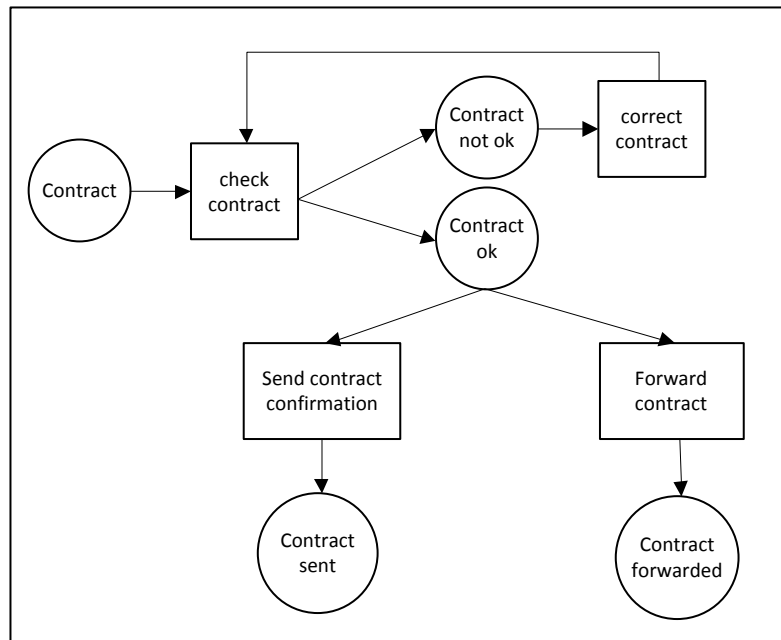 Contract
check
contract
Contract
not ok
correct
contract
Contract
ok
Send contract
confirmation
Forward
contract
Contract
sent
Contract
forwarded